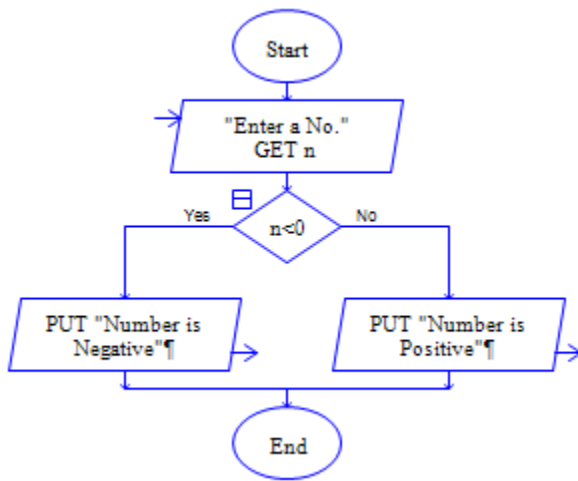 Start
"Enter a No."
GET n
Yes
n<0
No
PUT "Number is
Negative"¶
PUT "Number is
Positive"¶
End